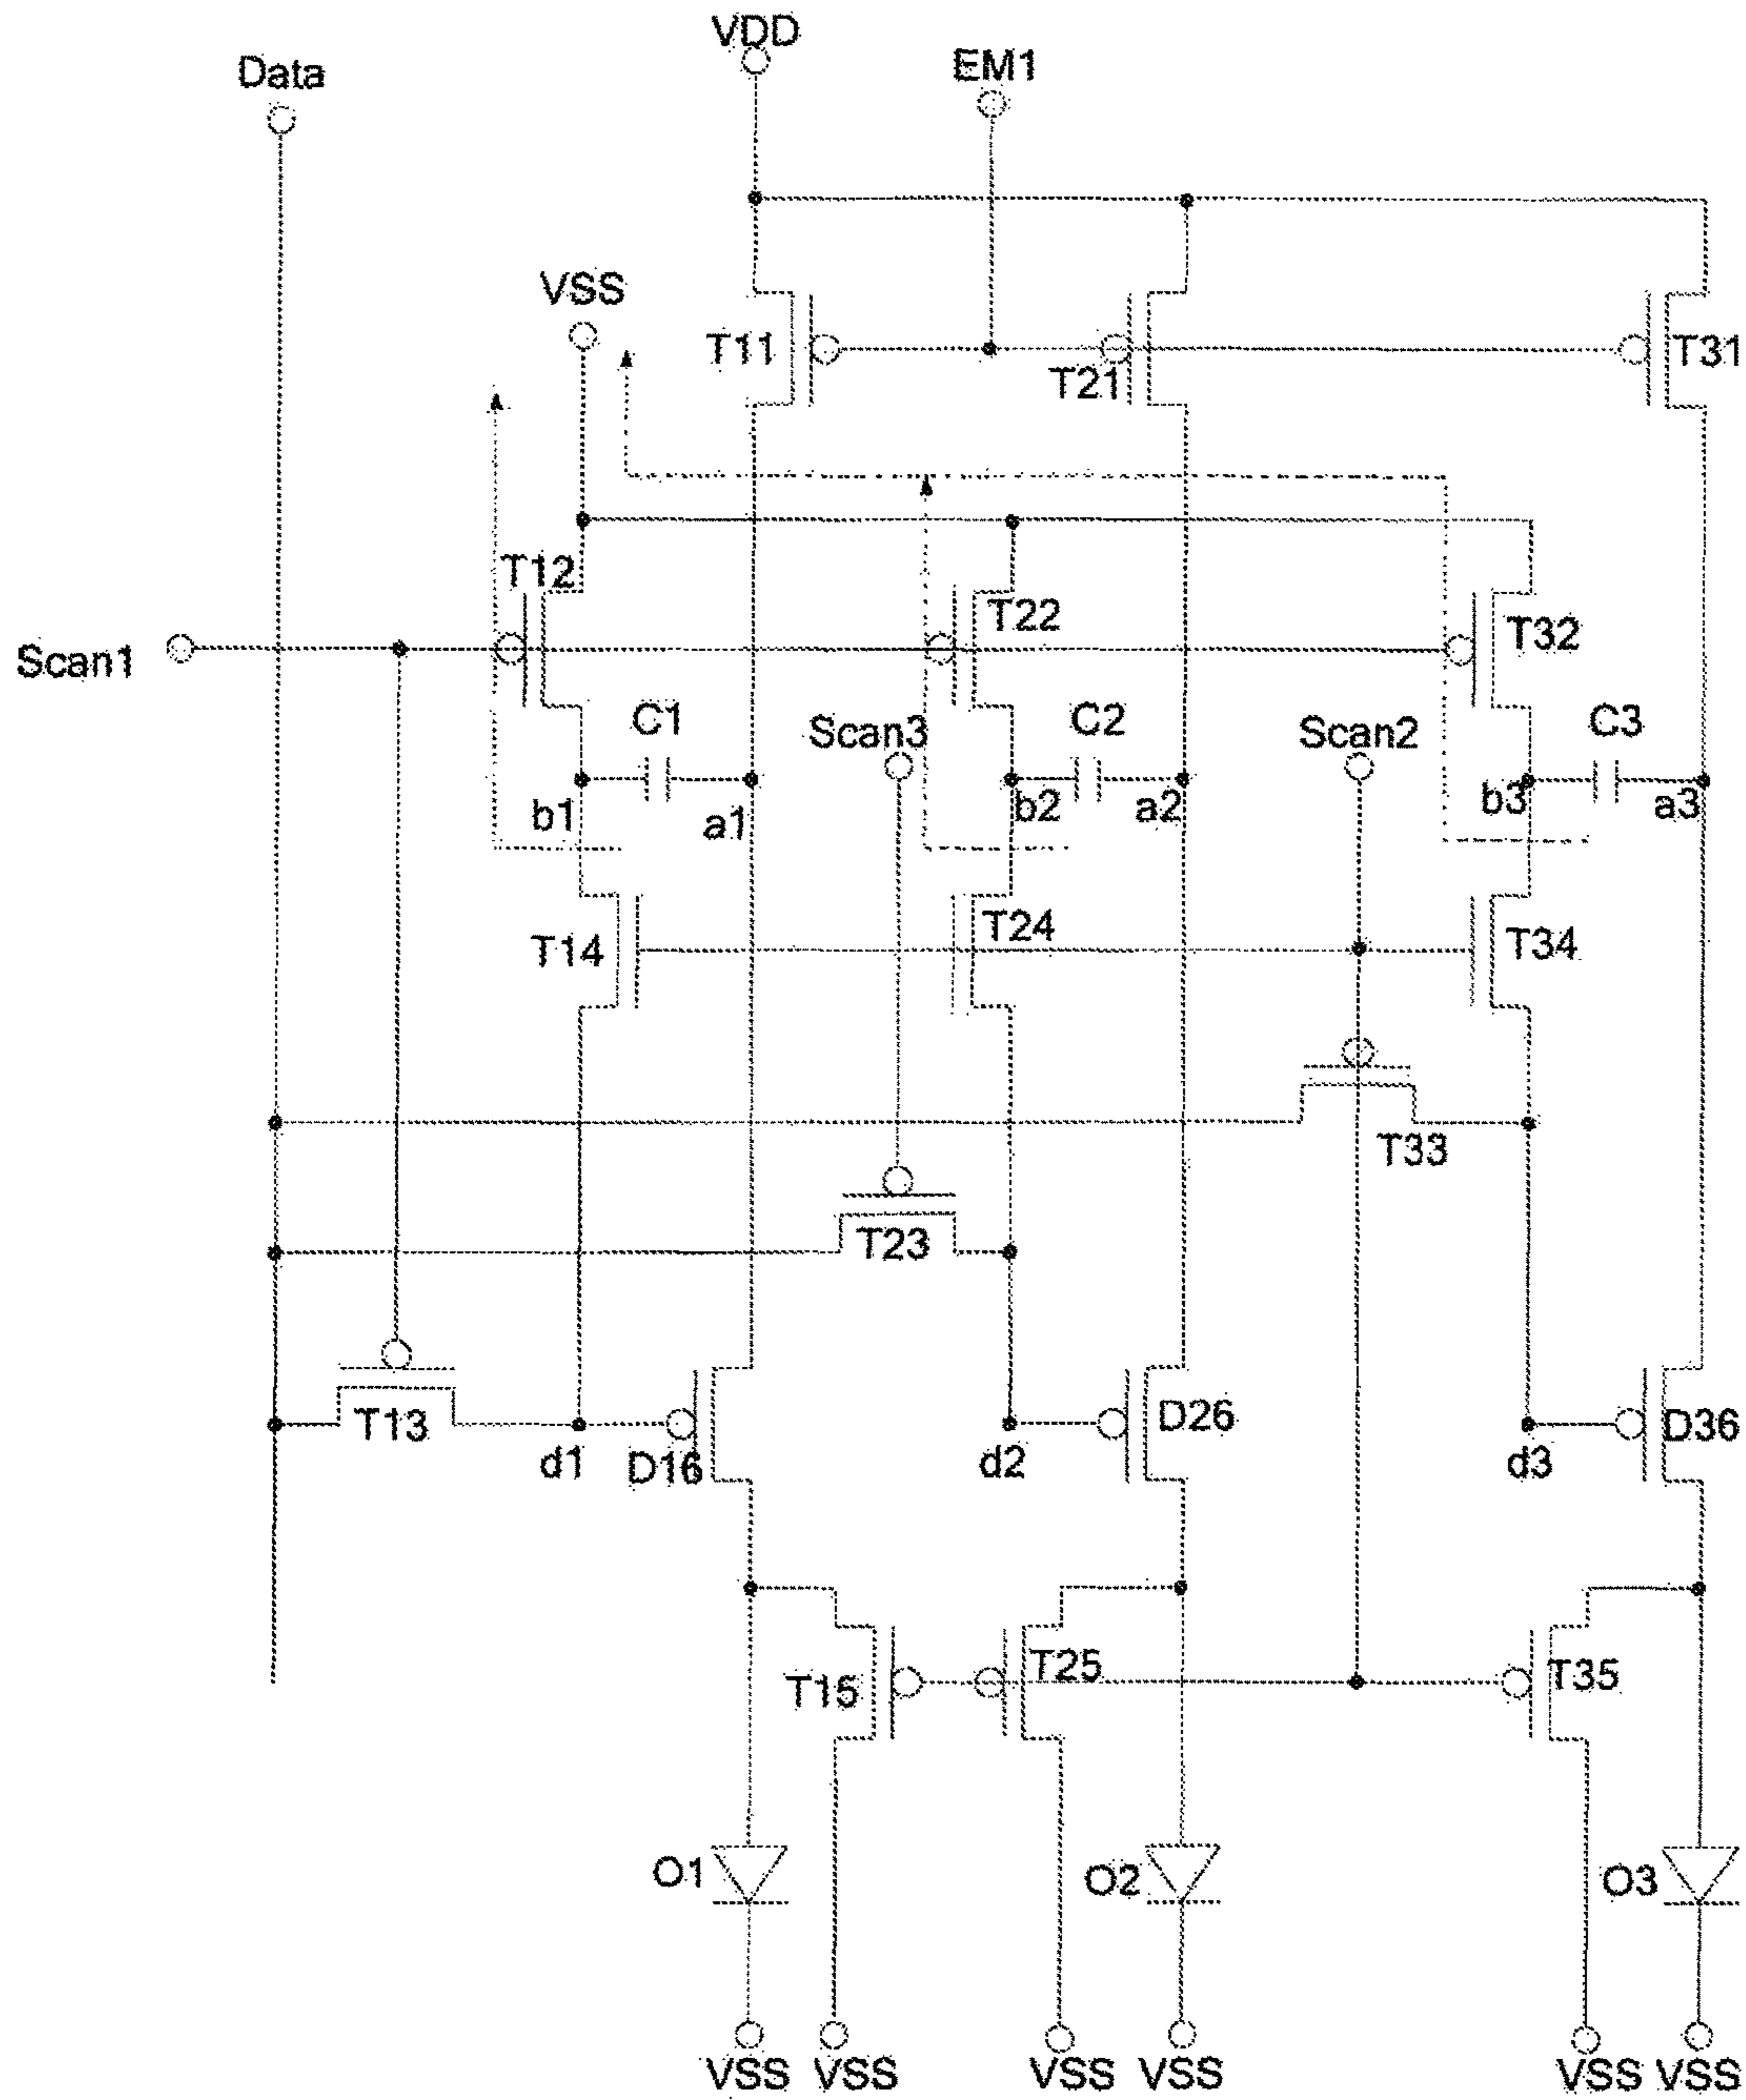 VDD
Data
EM1
VSS
T11
T21
T31
T12
T22
T32
Scan1
C1
Scan3
C2
Scan2
C3
b1
a1
b2
a2
b3
a3
T14
T24
T34
T33
T23
T13
d1
D16
d2
D26
d3
D36
T15
T25
T35
O1
O2
O3
VSS
VSS
VSS
VSS
VSS
VSS